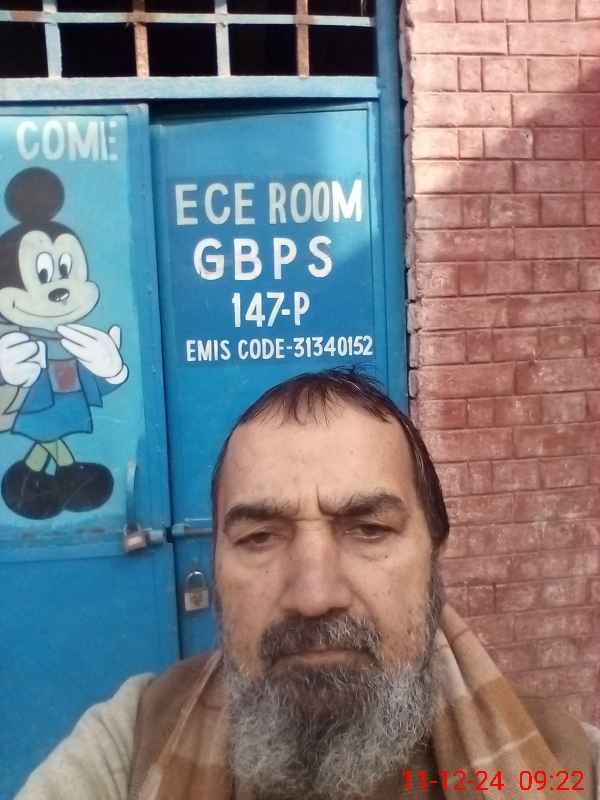 COME
ECE ROOM
GBPS
147-P
EMIS CODE-31340152
11-12-24 09:22